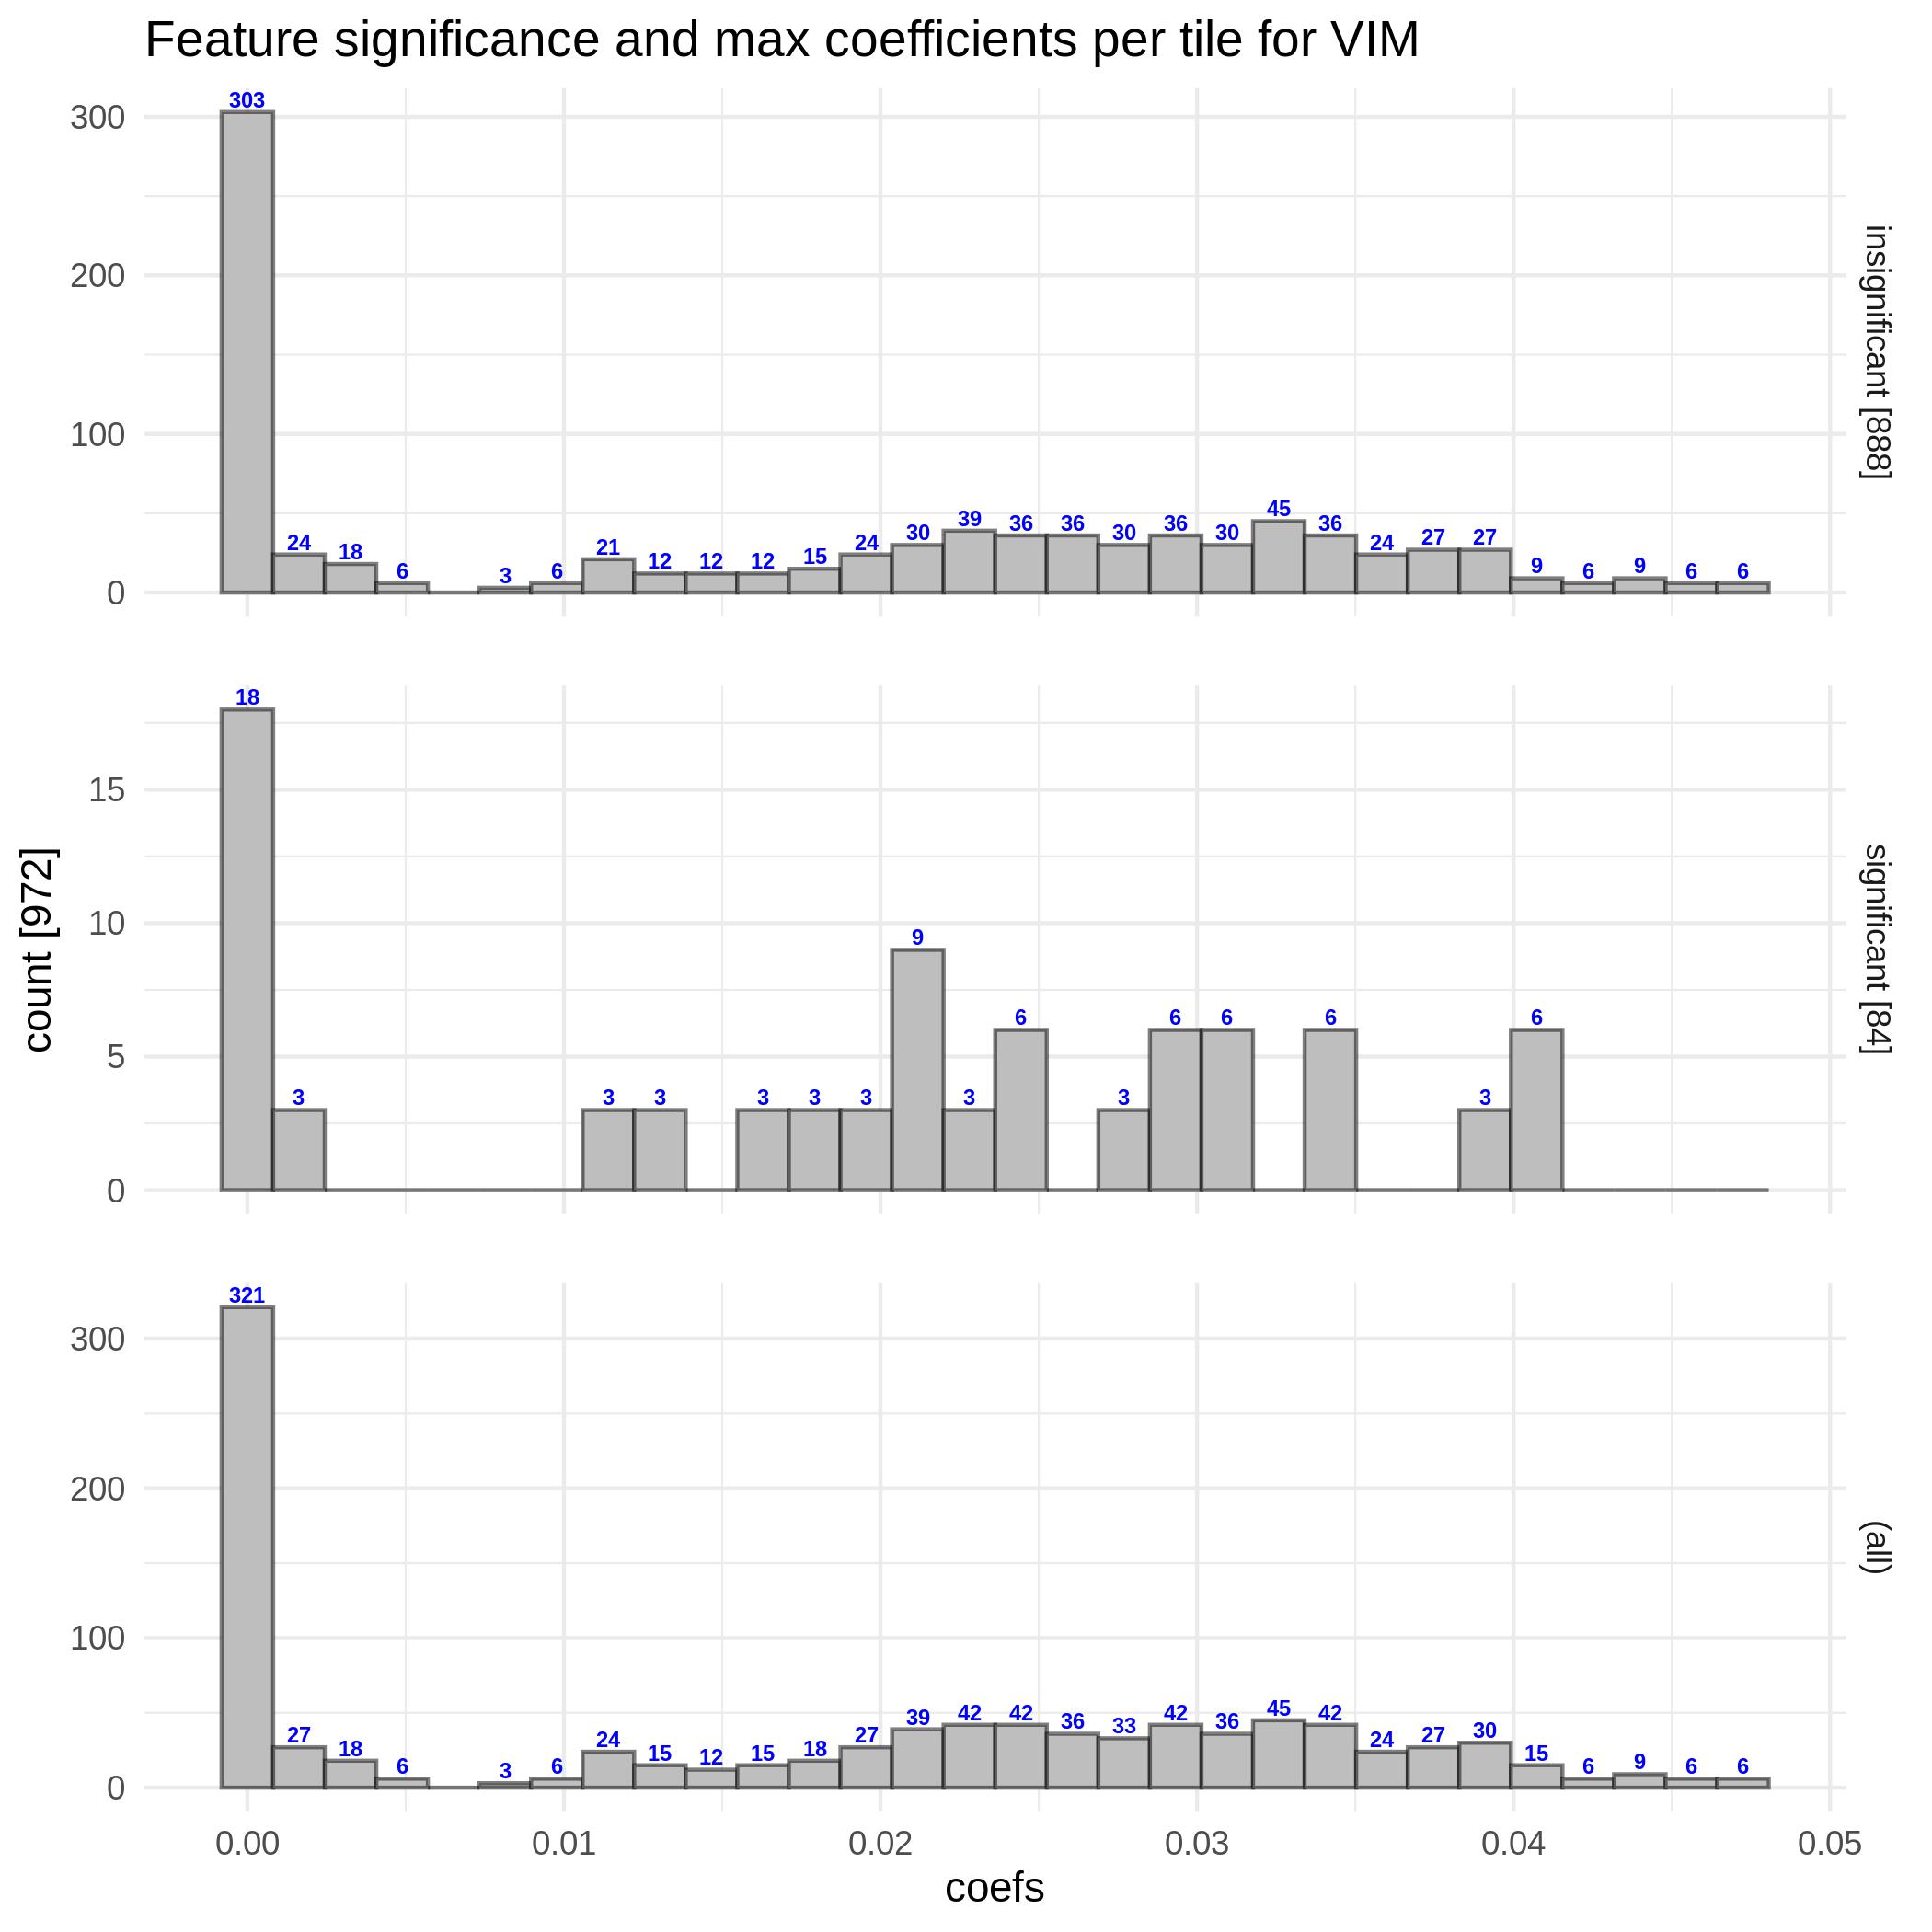 Feature significance and max coefficients per tile for VIM
303
300
200
100
0
24 18 6 3 6 21 12 12 12 15 24 30 39 36 36 30 36 30 45 36 24 27 27 9 6 9 6 6
insignificant [888]
18
15
10
5
0
3 3 3 3 3 3 9 3 6 3 6 6 6 3 6
significant [84]
count [972]
321
300
200
100
0
27 18 6 3 6 24 15 12 15 18 27 39 42 42 36 33 42 36 45 42 24 27 30 15 6 9 6 6
(all)
0.00 0.01 0.02 0.03 0.04 0.05
coefs